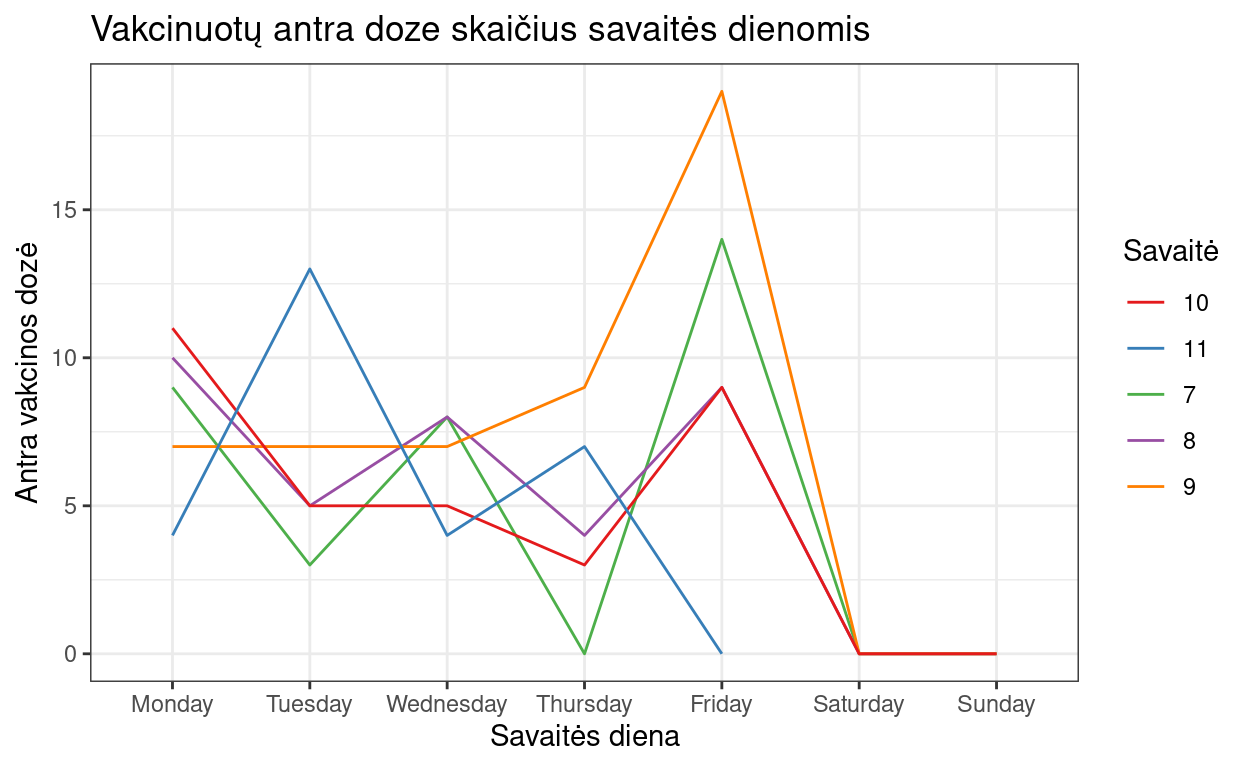 Vakcinuotų antra doze skaičius savaitės dienomis
Antra vakcinos dozė
15
10
5
0
Monday Tuesday Wednesday Thursday Friday Saturday Sunday
Savaitės diena
Savaitė
10
11
7
8
9